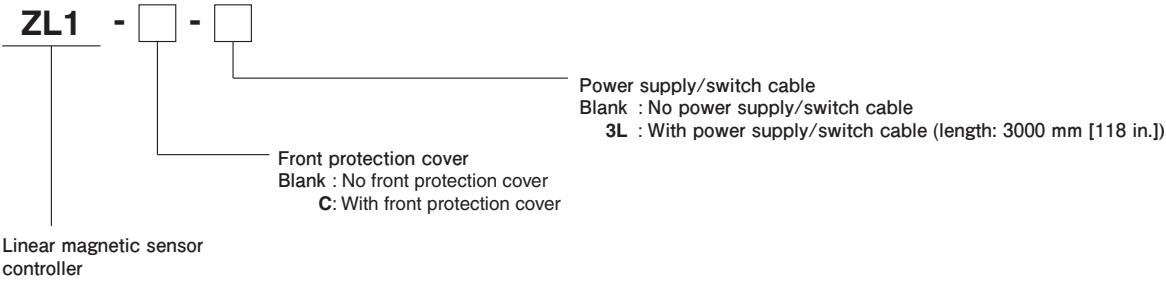 ZL1 - □ - □
Power supply/switch cable
Blank : No power supply/switch cable
3L : With power supply/switch cable (length: 3000 mm [118 in.])
Front protection cover
Blank : No front protection cover
C: With front protection cover
Linear magnetic sensor
controller